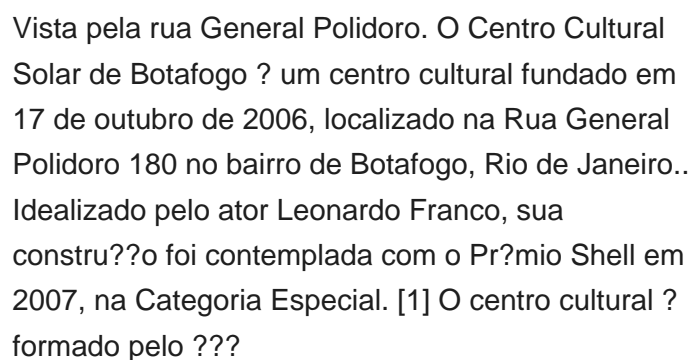 Vista pela rua General Polidoro. O Centro Cultural
Solar de Botafogo ? um centro cultural fundado em
17 de outubro de 2006, localizado na Rua General
Polidoro 180 no bairro de Botafogo, Rio de Janeiro..
Idealizado pelo ator Leonardo Franco, sua
constru??o foi contemplada com o Pr?mio Shell em
2007, na Categoria Especial. [1] O centro cultural ?
formado pelo ???